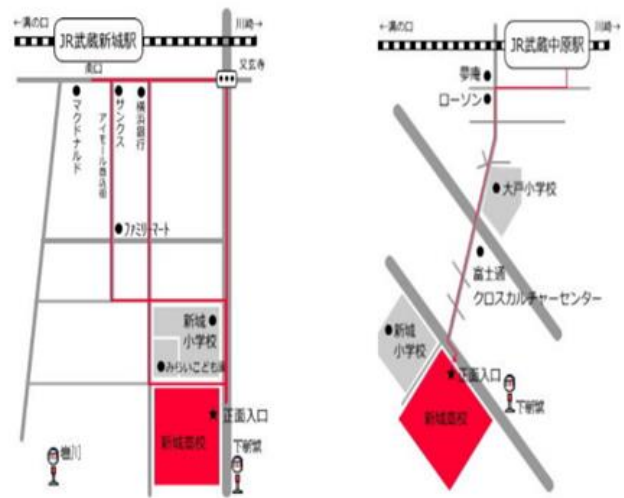 ←溝の口
川崎→
JR武蔵新城駅
南口
又玄寺
マクドナルド
アイモール商店街
サンクス
横浜銀行
ファミリーマート
新城
小学校
みらいこども園
正面入口
新城高校
下新城
←溝の口
川崎→
JR武蔵中原駅
夢庵
ローソン
大戸小学校
富士通
クロスカルチャーセンター
新城
小学校
正面入口
新城高校
下新城